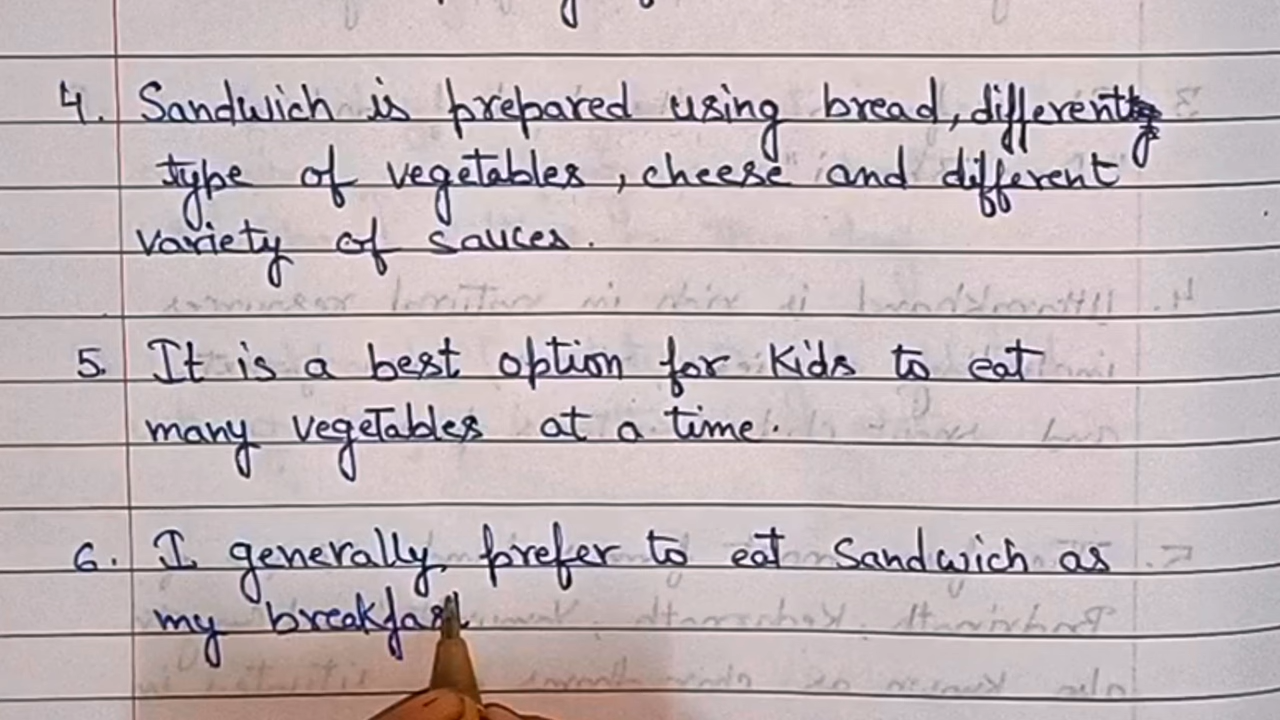 4. Sandwich is prepared using bread, different
type of vegetables, cheese and different
variety of sauces.
5. It is a best option for kids to eat
many vegetables at a time.
6. I generally prefer to eat Sandwich as
my breakfast